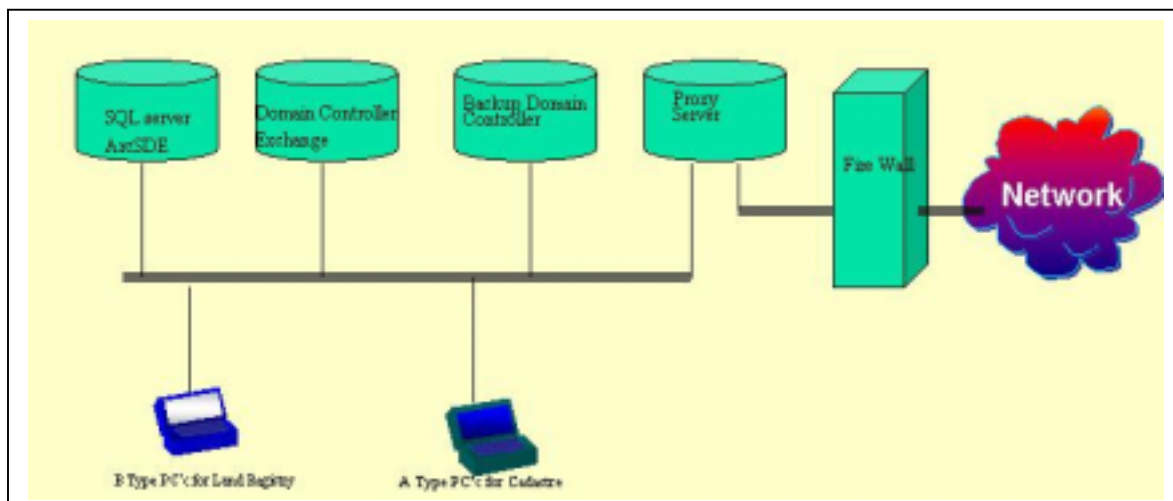 SQL server
ArcSDE
Domain Controller
Exchange
Backup Domain
Controller
Proxy
Server
Fire Wall
Network
B Type PC'c for Land Registry
A Type PC'c for Cadastre